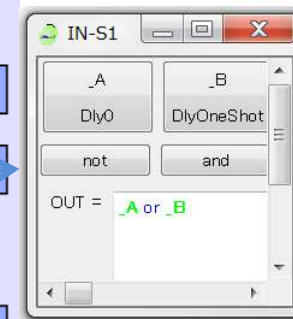 IN-S1
_A
_B
Dly0
DlyOneShot
not
and
OUT =
_A or _B